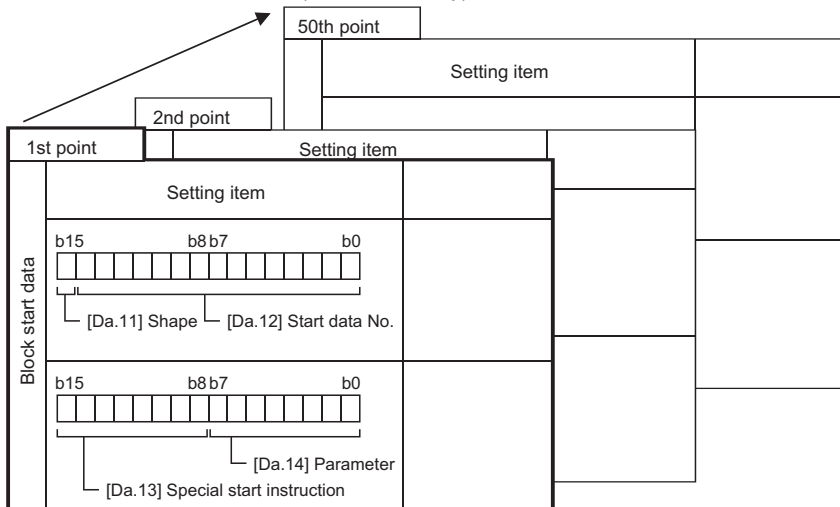 50th point
Setting item
2nd point
Setting item
1st point
Setting item
Block start data
b15 b8 b7 b0
[Da.11] Shape [Da.12] Start data No.
b15 b8 b7 b0
[Da.14] Parameter
[Da.13] Special start instruction